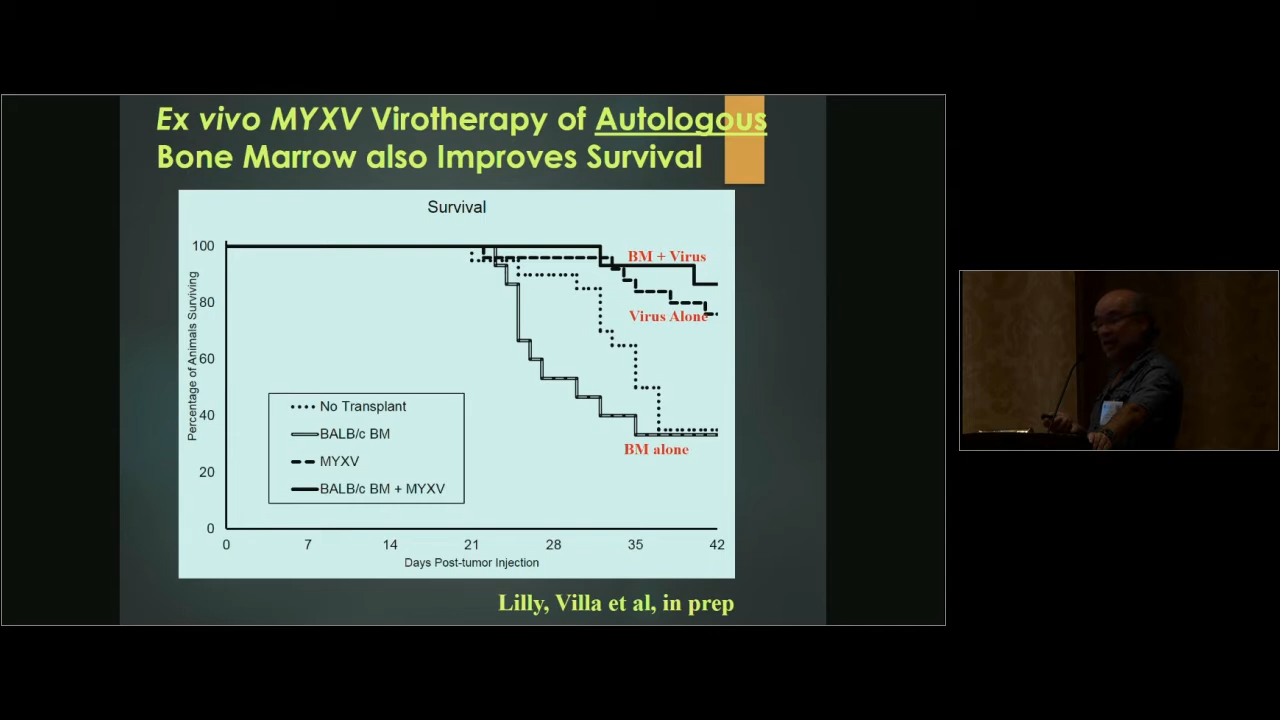 Ex vivo MYXV Virotherapy of Autologous
Bone Marrow also Improves Survival
Survival
Percentage of Animals Surviving
100
80
60
40
20
0
BM + Virus
Virus Alone
BM alone
No Transplant
BALB/c BM
MYXV
BALB/c BM + MYXV
0 7 14 21 28 35 42
Days Post-tumor Injection
Lilly, Villa et al, in prep